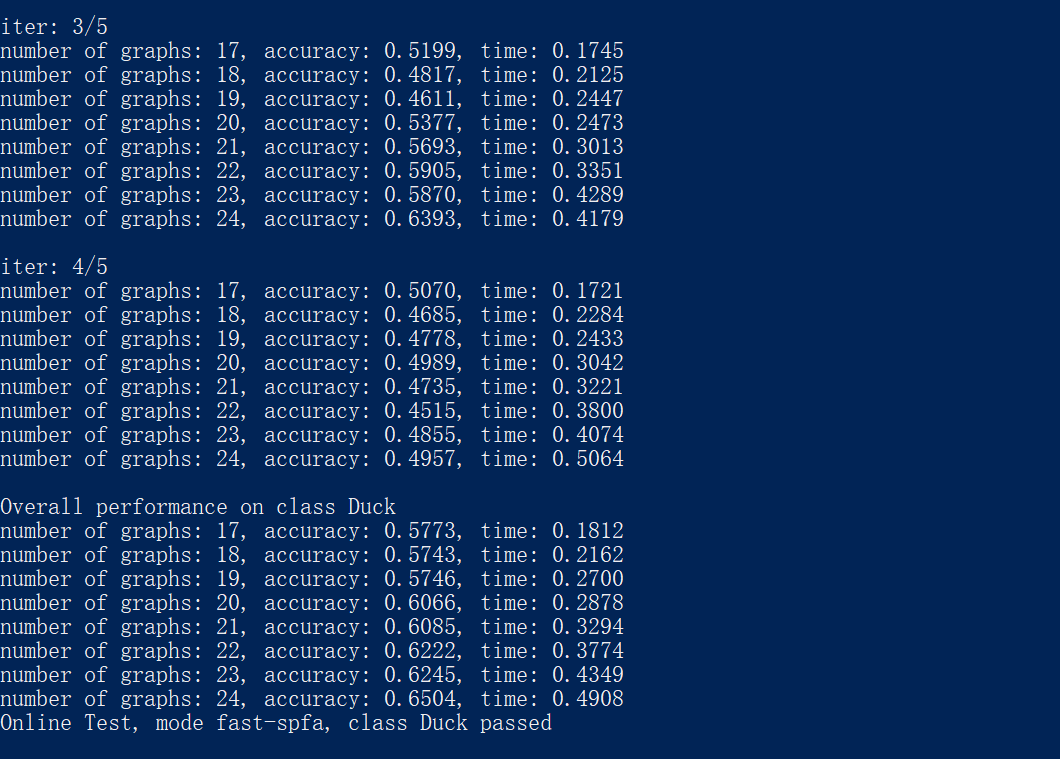 iter: 3/5
number of graphs: 17, accuracy: 0.5199, time: 0.1745
number of graphs: 18, accuracy: 0.4817, time: 0.2125
number of graphs: 19, accuracy: 0.4611, time: 0.2447
number of graphs: 20, accuracy: 0.5377, time: 0.2473
number of graphs: 21, accuracy: 0.5693, time: 0.3013
number of graphs: 22, accuracy: 0.5905, time: 0.3351
number of graphs: 23, accuracy: 0.5870, time: 0.4289
number of graphs: 24, accuracy: 0.6393, time: 0.4179
iter: 4/5
number of graphs: 17, accuracy: 0.5070, time: 0.1721
number of graphs: 18, accuracy: 0.4685, time: 0.2284
number of graphs: 19, accuracy: 0.4778, time: 0.2433
number of graphs: 20, accuracy: 0.4989, time: 0.3042
number of graphs: 21, accuracy: 0.4735, time: 0.3221
number of graphs: 22, accuracy: 0.4515, time: 0.3800
number of graphs: 23, accuracy: 0.4855, time: 0.4074
number of graphs: 24, accuracy: 0.4957, time: 0.5064
Overall performance on class Duck
number of graphs: 17, accuracy: 0.5773, time: 0.1812
number of graphs: 18, accuracy: 0.5743, time: 0.2162
number of graphs: 19, accuracy: 0.5746, time: 0.2700
number of graphs: 20, accuracy: 0.6066, time: 0.2878
number of graphs: 21, accuracy: 0.6085, time: 0.3294
number of graphs: 22, accuracy: 0.6222, time: 0.3774
number of graphs: 23, accuracy: 0.6245, time: 0.4349
number of graphs: 24, accuracy: 0.6504, time: 0.4908
Online Test, mode fast-spfa, class Duck passed